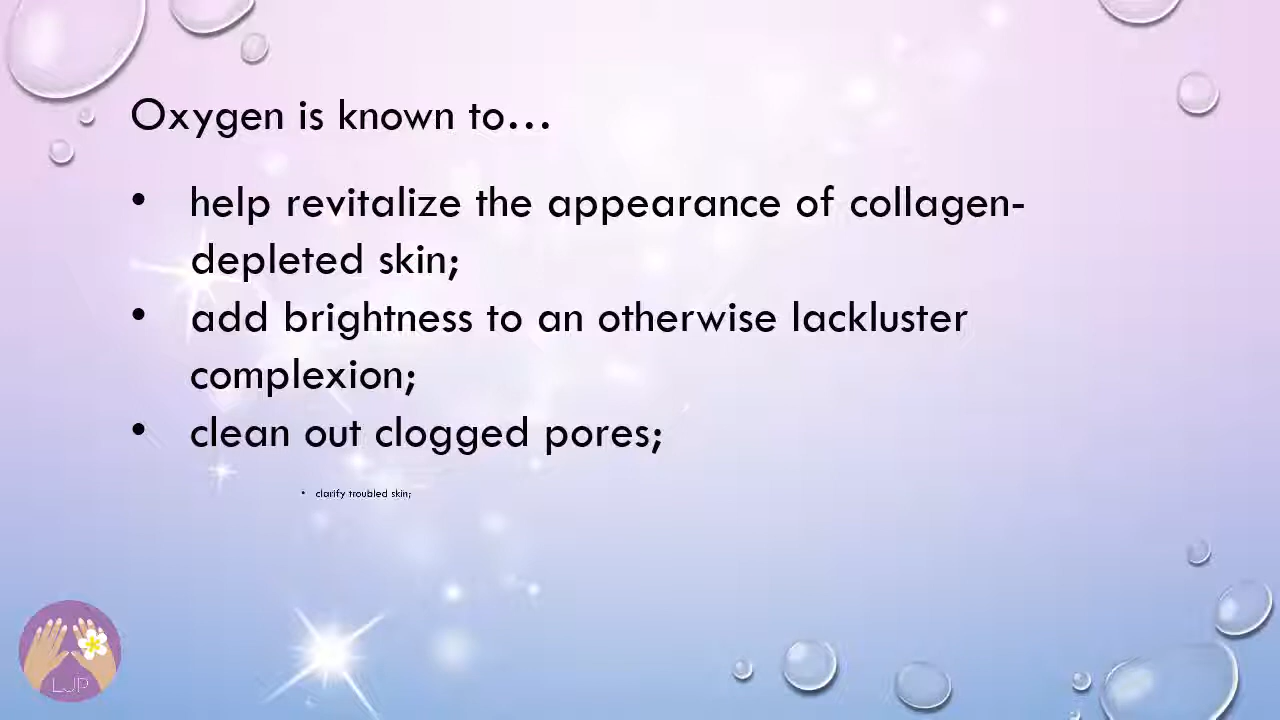 Oxygen is known to…
• help revitalize the appearance of collagen-
depleted skin;
• add brightness to an otherwise lackluster
complexion;
• clean out clogged pores;
• clarify troubled skin;
LJP